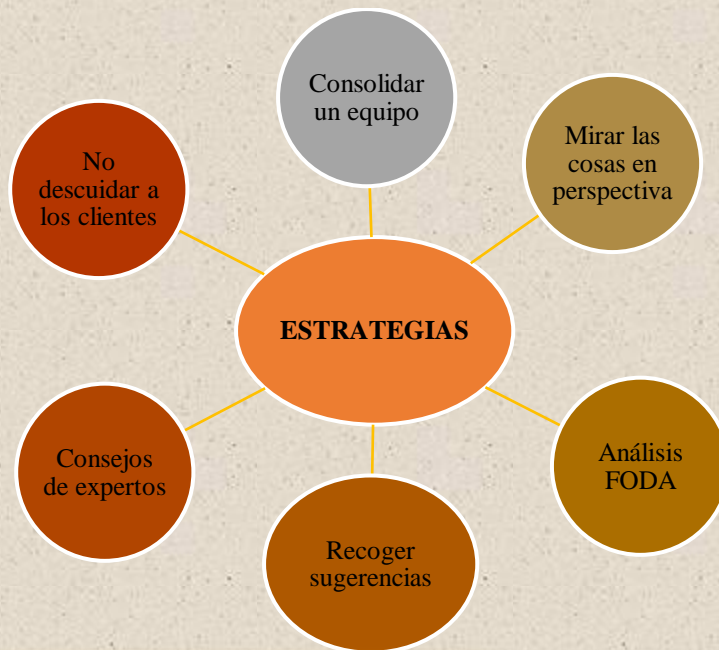 Consolidar
un equipo
Mirar las
cosas en
perspectiva
No
descuidar a
los clientes
ESTRATEGIAS
Análisis
FODA
Consejos
de expertos
Recoger
sugerencias